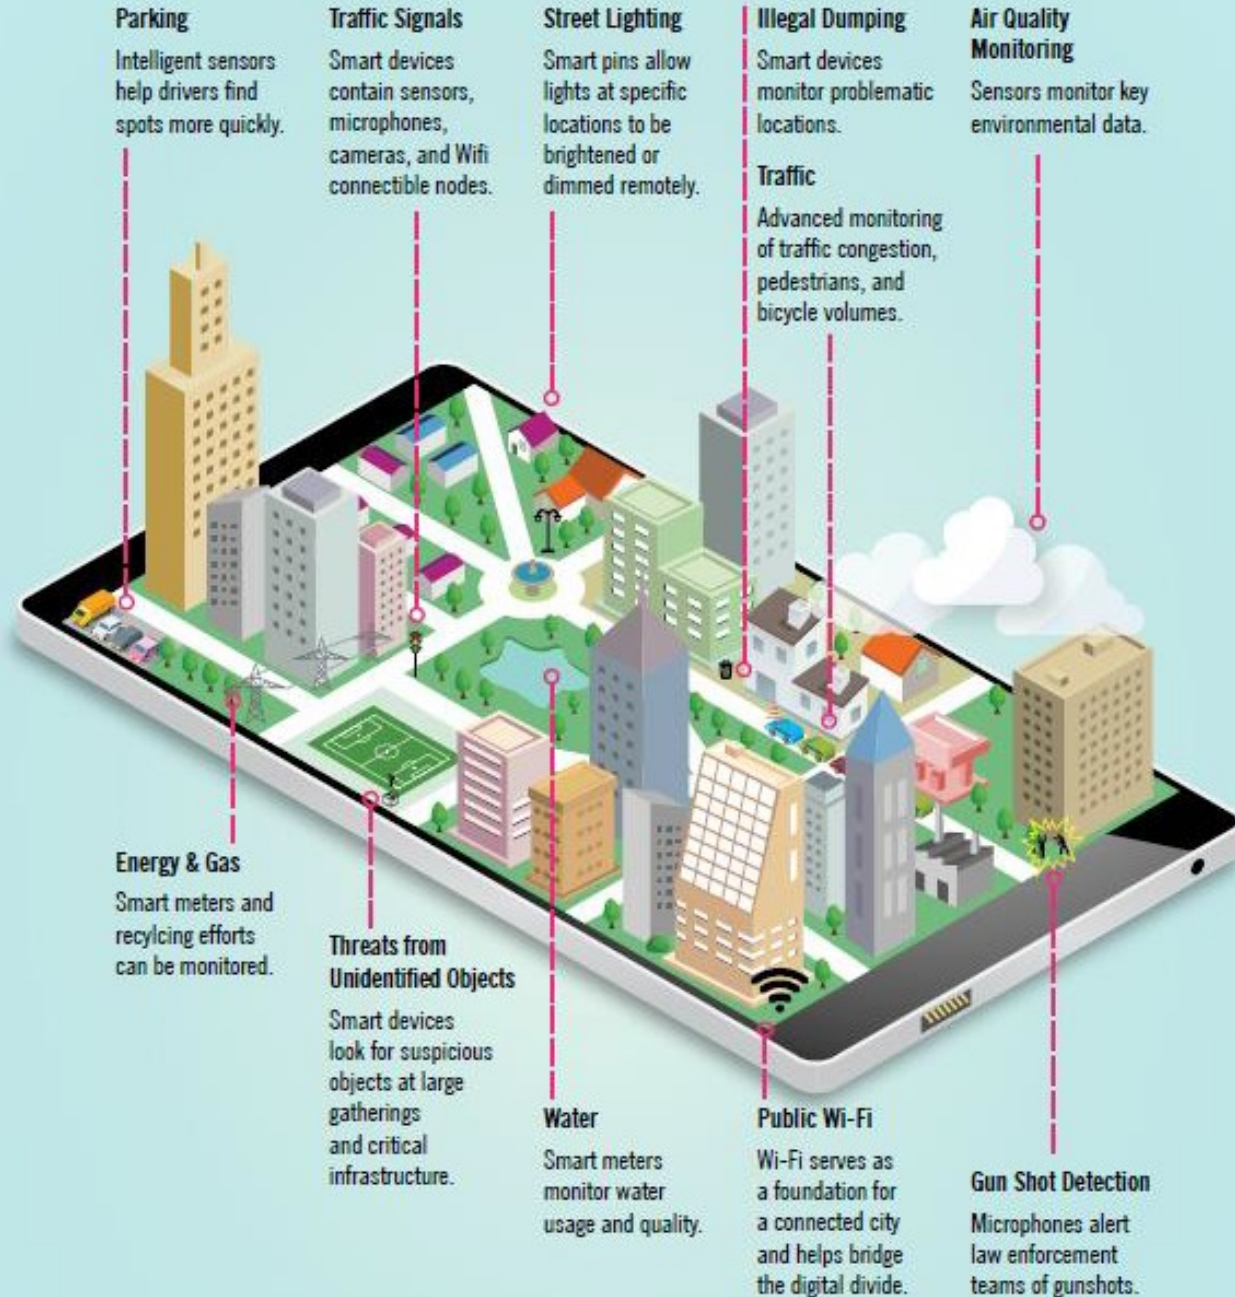 Parking
Intelligent sensors
help drivers find
spots more quickly.
Traffic Signals
Smart devices
contain sensors,
microphones,
cameras, and Wifi
connectible nodes.
Street Lighting
Smart pins allow
lights at specific
locations to be
brightened or
dimmed remotely.
Illegal Dumping
Smart devices
monitor problematic
locations.
Traffic
Advanced monitoring
of traffic congestion,
pedestrians, and
bicycle volumes.
Air Quality
Monitoring
Sensors monitor key
environmental data.
Energy & Gas
Smart meters and
recylcing efforts
can be monitored.
Threats from
Unidentified Objects
Smart devices
look for suspicious
objects at large
gatherings
and critical
infrastructure.
Water
Smart meters
monitor water
usage and quality.
Public Wi-Fi
Wi-Fi serves as
a foundation for
a connected city
and helps bridge
the digital divide.
Gun Shot Detection
Microphones alert
law enforcement
teams of gunshots.